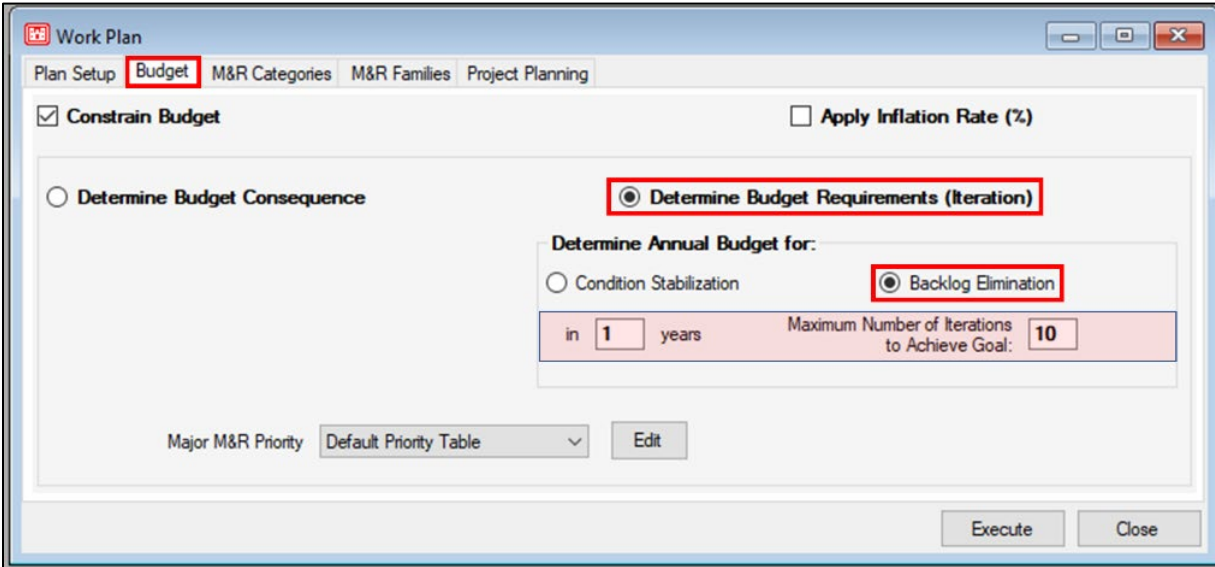 Work Plan
Plan Setup Budget M&R Categories M&R Families Project Planning
Constrain Budget Apply Inflation Rate (%)
Determine Budget Consequence Determine Budget Requirements (Iteration)
Determine Annual Budget for:
Condition Stabilization Backlog Elimination
in 1 years Maximum Number of Iterations
to Achieve Goal: 10
Major M&R Priority Default Priority Table Edit
Execute Close